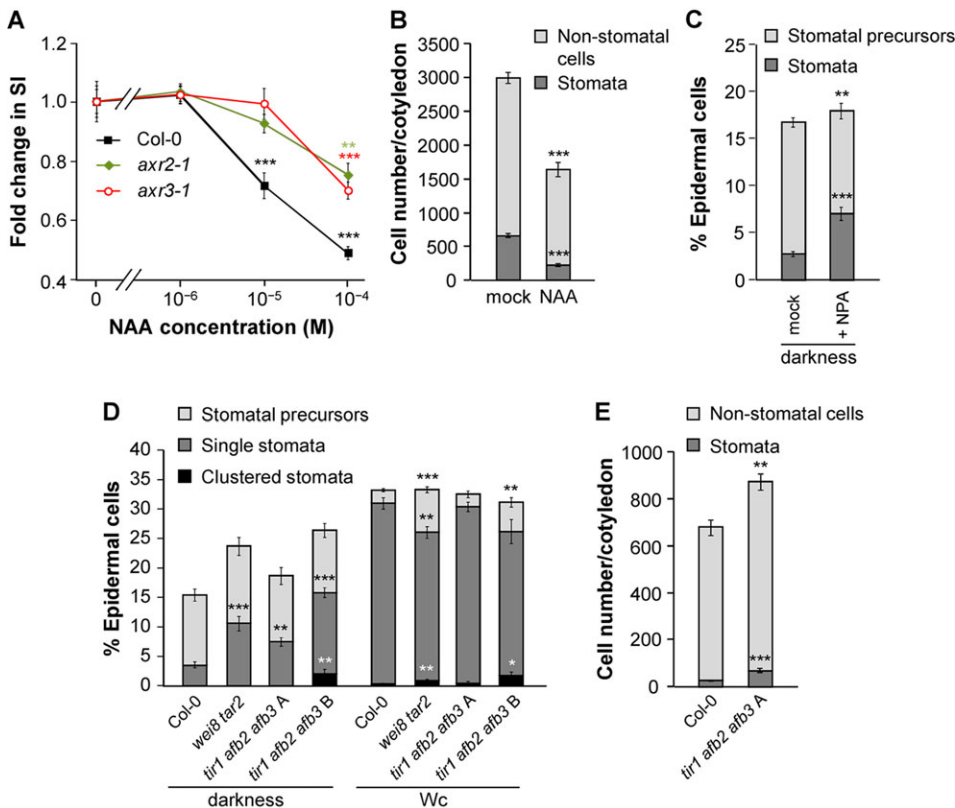 A
Fold change in SI
1.2
1.0
0.8
0.6
0.4
Col-0
axr2-1
axr3-1
***
**
***
***
0
10⁻⁶
10⁻⁵
10⁻⁴
NAA concentration (M)
B
Non-stomatal
cells
Stomata
Cell number/cotyledon
3500
3000
2500
2000
1500
1000
500
0
***
***
mock
NAA
C
Stomatal precursors
Stomata
% Epidermal cells
25
20
15
10
5
0
**
***
mock
+ NPA
darkness
D
Stomatal precursors
Single stomata
Clustered stomata
% Epidermal cells
40
35
30
25
20
15
10
5
0
***
**
***
**
***
**
**
**
*
Col-0
wei8 tar2
tir1 afb2 afb3 A
tir1 afb2 afb3 B
Col-0
wei8 tar2
tir1 afb2 afb3 A
tir1 afb2 afb3 B
darkness
Wc
E
Non-stomatal cells
Stomata
Cell number/cotyledon
1000
800
600
400
200
0
**
***
Col-0
tir1 afb2 afb3 A